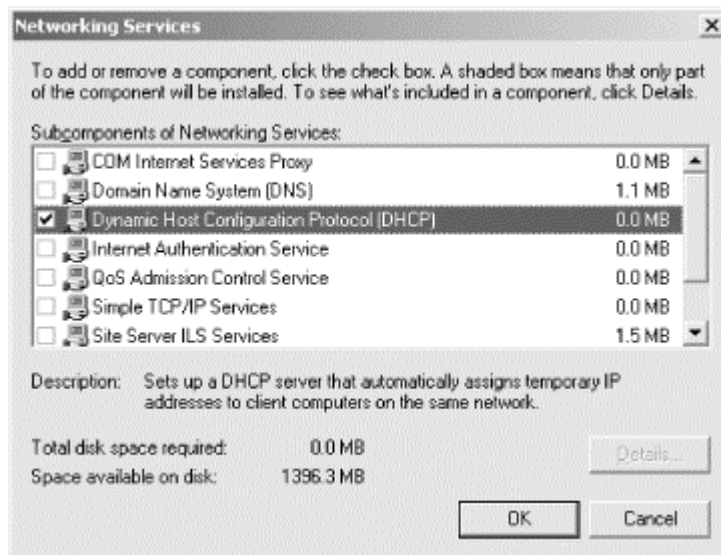 Networking Services
To add or remove a component, click the check box. A shaded box means that only part
of the component will be installed. To see what's included in a component, click Details.
Subcomponents of Networking Services:
COM Internet Services Proxy 0.0 MB
Domain Name System (DNS) 1.1 MB
Dynamic Host Configuration Protocol (DHCP) 0.0 MB
Internet Authentication Service 0.0 MB
QoS Admission Control Service 0.0 MB
Simple TCP/IP Services 0.0 MB
Site Server ILS Services 1.5 MB
Description: Sets up a DHCP server that automatically assigns temporary IP
addresses to client computers on the same network.
Total disk space required: 0.0 MB
Space available on disk: 1396.3 MB
Details...
OK Cancel